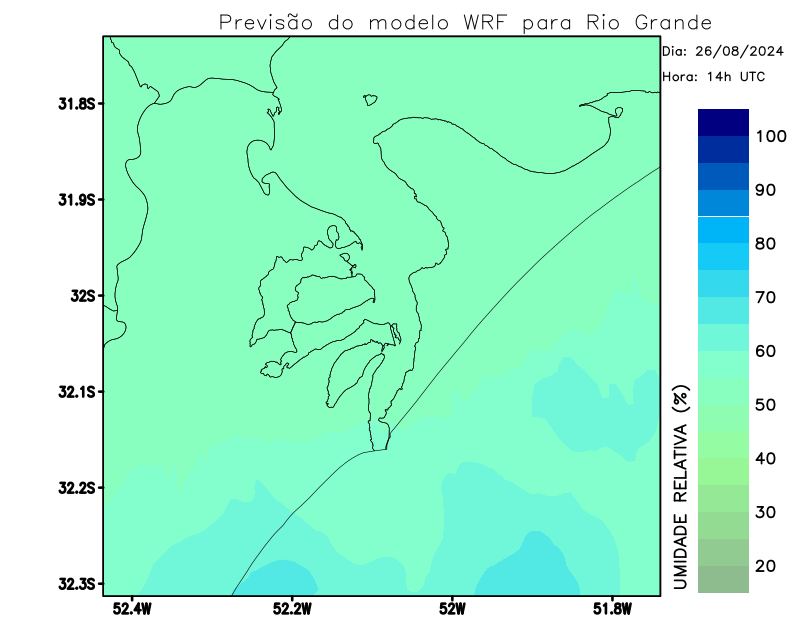 Previsão do modelo WRF para Rio Grande
Dia: 26/08/2024
Hora: 14h UTC
31.8S
31.9S
32S
32.1S
32.2S
32.3S
52.4W
52.2W
52W
51.8W
100
90
80
70
60
50
40
30
20
UMIDADE RELATIVA (%)